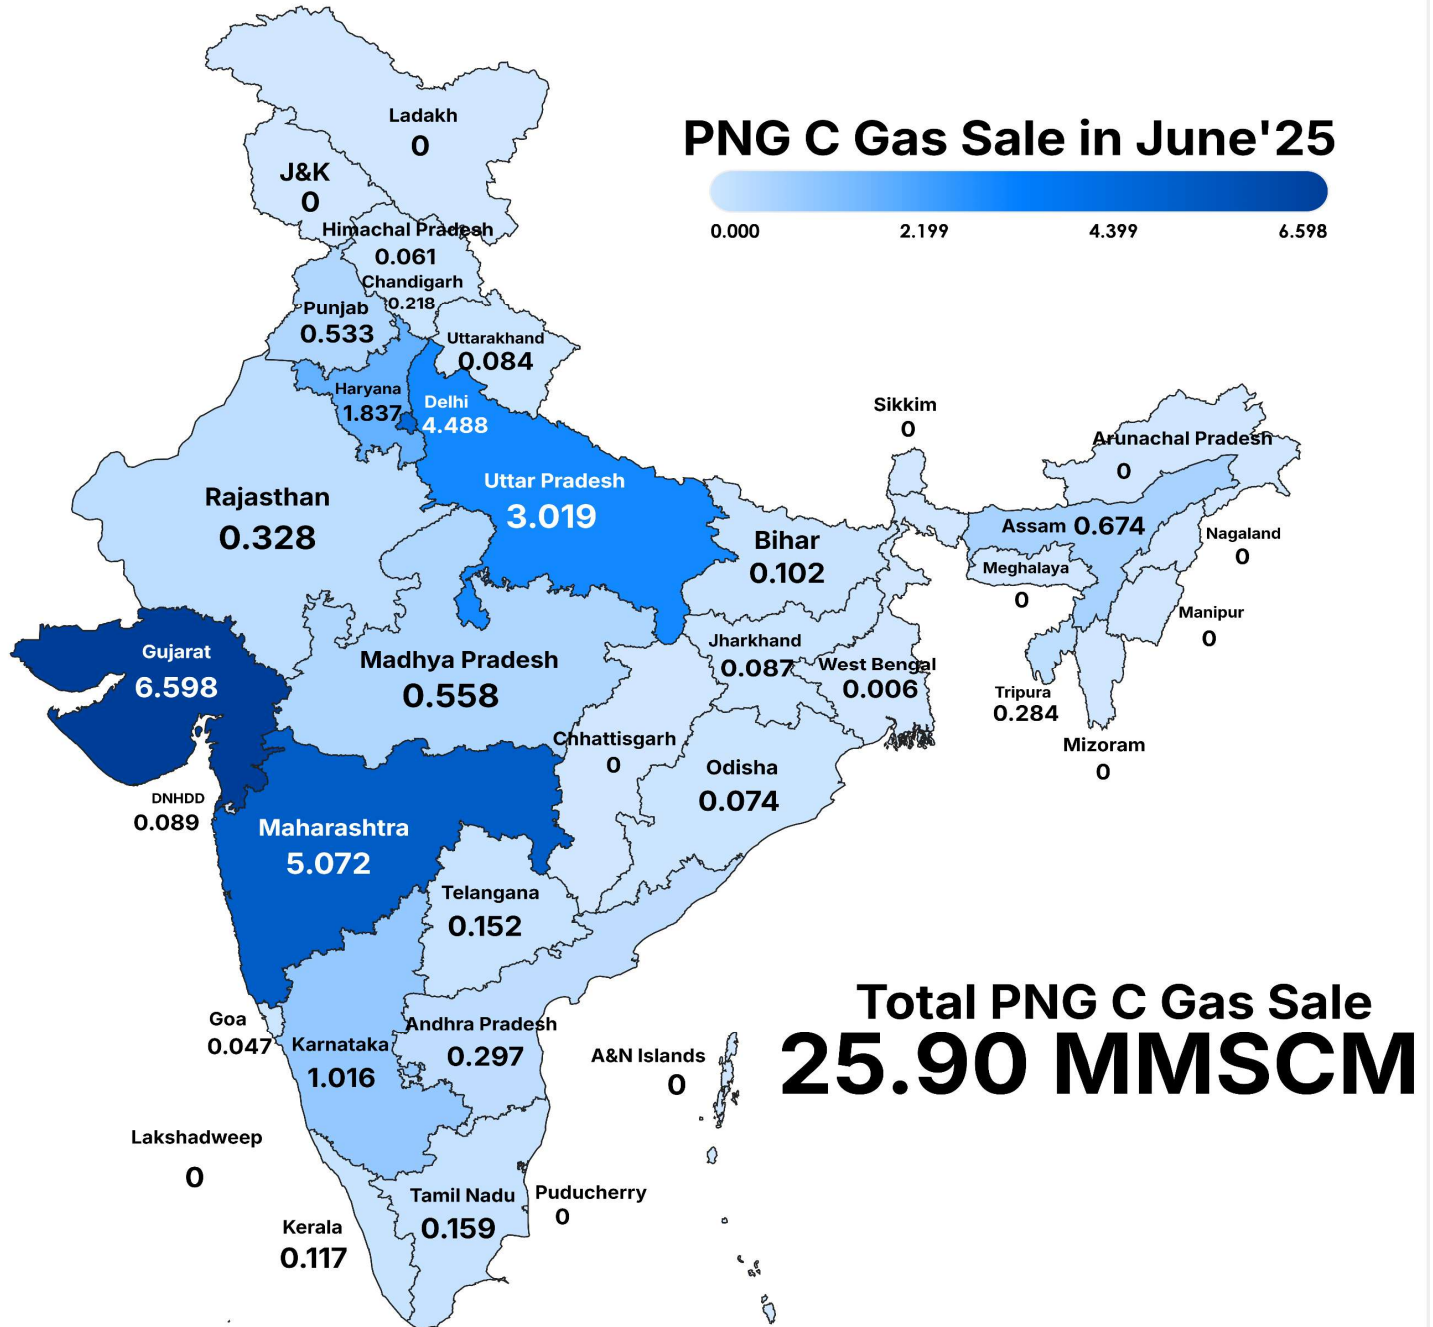 PNG C Gas Sale in June'25
0.000 2.199 4.399 6.598
Ladakh
0
J&K
0
Himachal Pradesh
0.061
Chandigarh
0.218
Punjab
0.533
Uttarakhand
0.084
Haryana
1.837
Delhi
4.488
Sikkim
0
Arunachal Pradesh
0
Uttar Pradesh
3.019
Rajasthan
0.328
Bihar
0.102
Assam 0.674
Nagaland
0
Meghalaya
0
Manipur
0
Gujarat
6.598
Madhya Pradesh
0.558
Jharkhand
0.087
West Bengal
0.006
Tripura
0.284
Mizoram
0
Chhattisgarh
0
Odisha
0.074
DNHDD
0.089
Maharashtra
5.072
Telangana
0.152
Goa
0.047
Karnataka
1.016
Andhra Pradesh
0.297
A&N Islands
0
Total PNG C Gas Sale
25.90 MMSCM
Lakshadweep
0
Kerala
0.117
Tamil Nadu
0.159
Puducherry
0